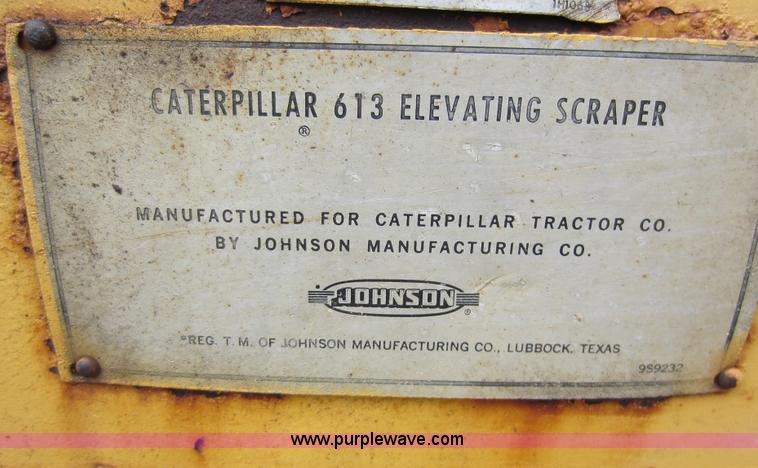 CATERPILLAR 613 ELEVATING SCRAPER
®
MANUFACTURED FOR CATERPILLAR TRACTOR CO.
BY JOHNSON MANUFACTURING CO.
JOHNSON ®
®REG. T. M. OF JOHNSON MANUFACTURING CO., LUBBOCK, TEXAS
9S9232
www.purplewave.com